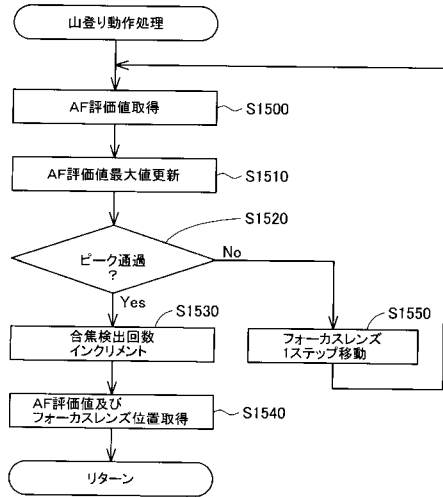 山登り動作処理
AF評価値取得
S1500
AF評価値最大値更新
S1510
S1520
ピーク通過
?
No
Yes
S1530
合焦検出回数
インクリメント
S1550
フォーカスレンズ
1ステップ移動
AF評価値及び
フォーカスレンズ位置取得
S1540
リターン